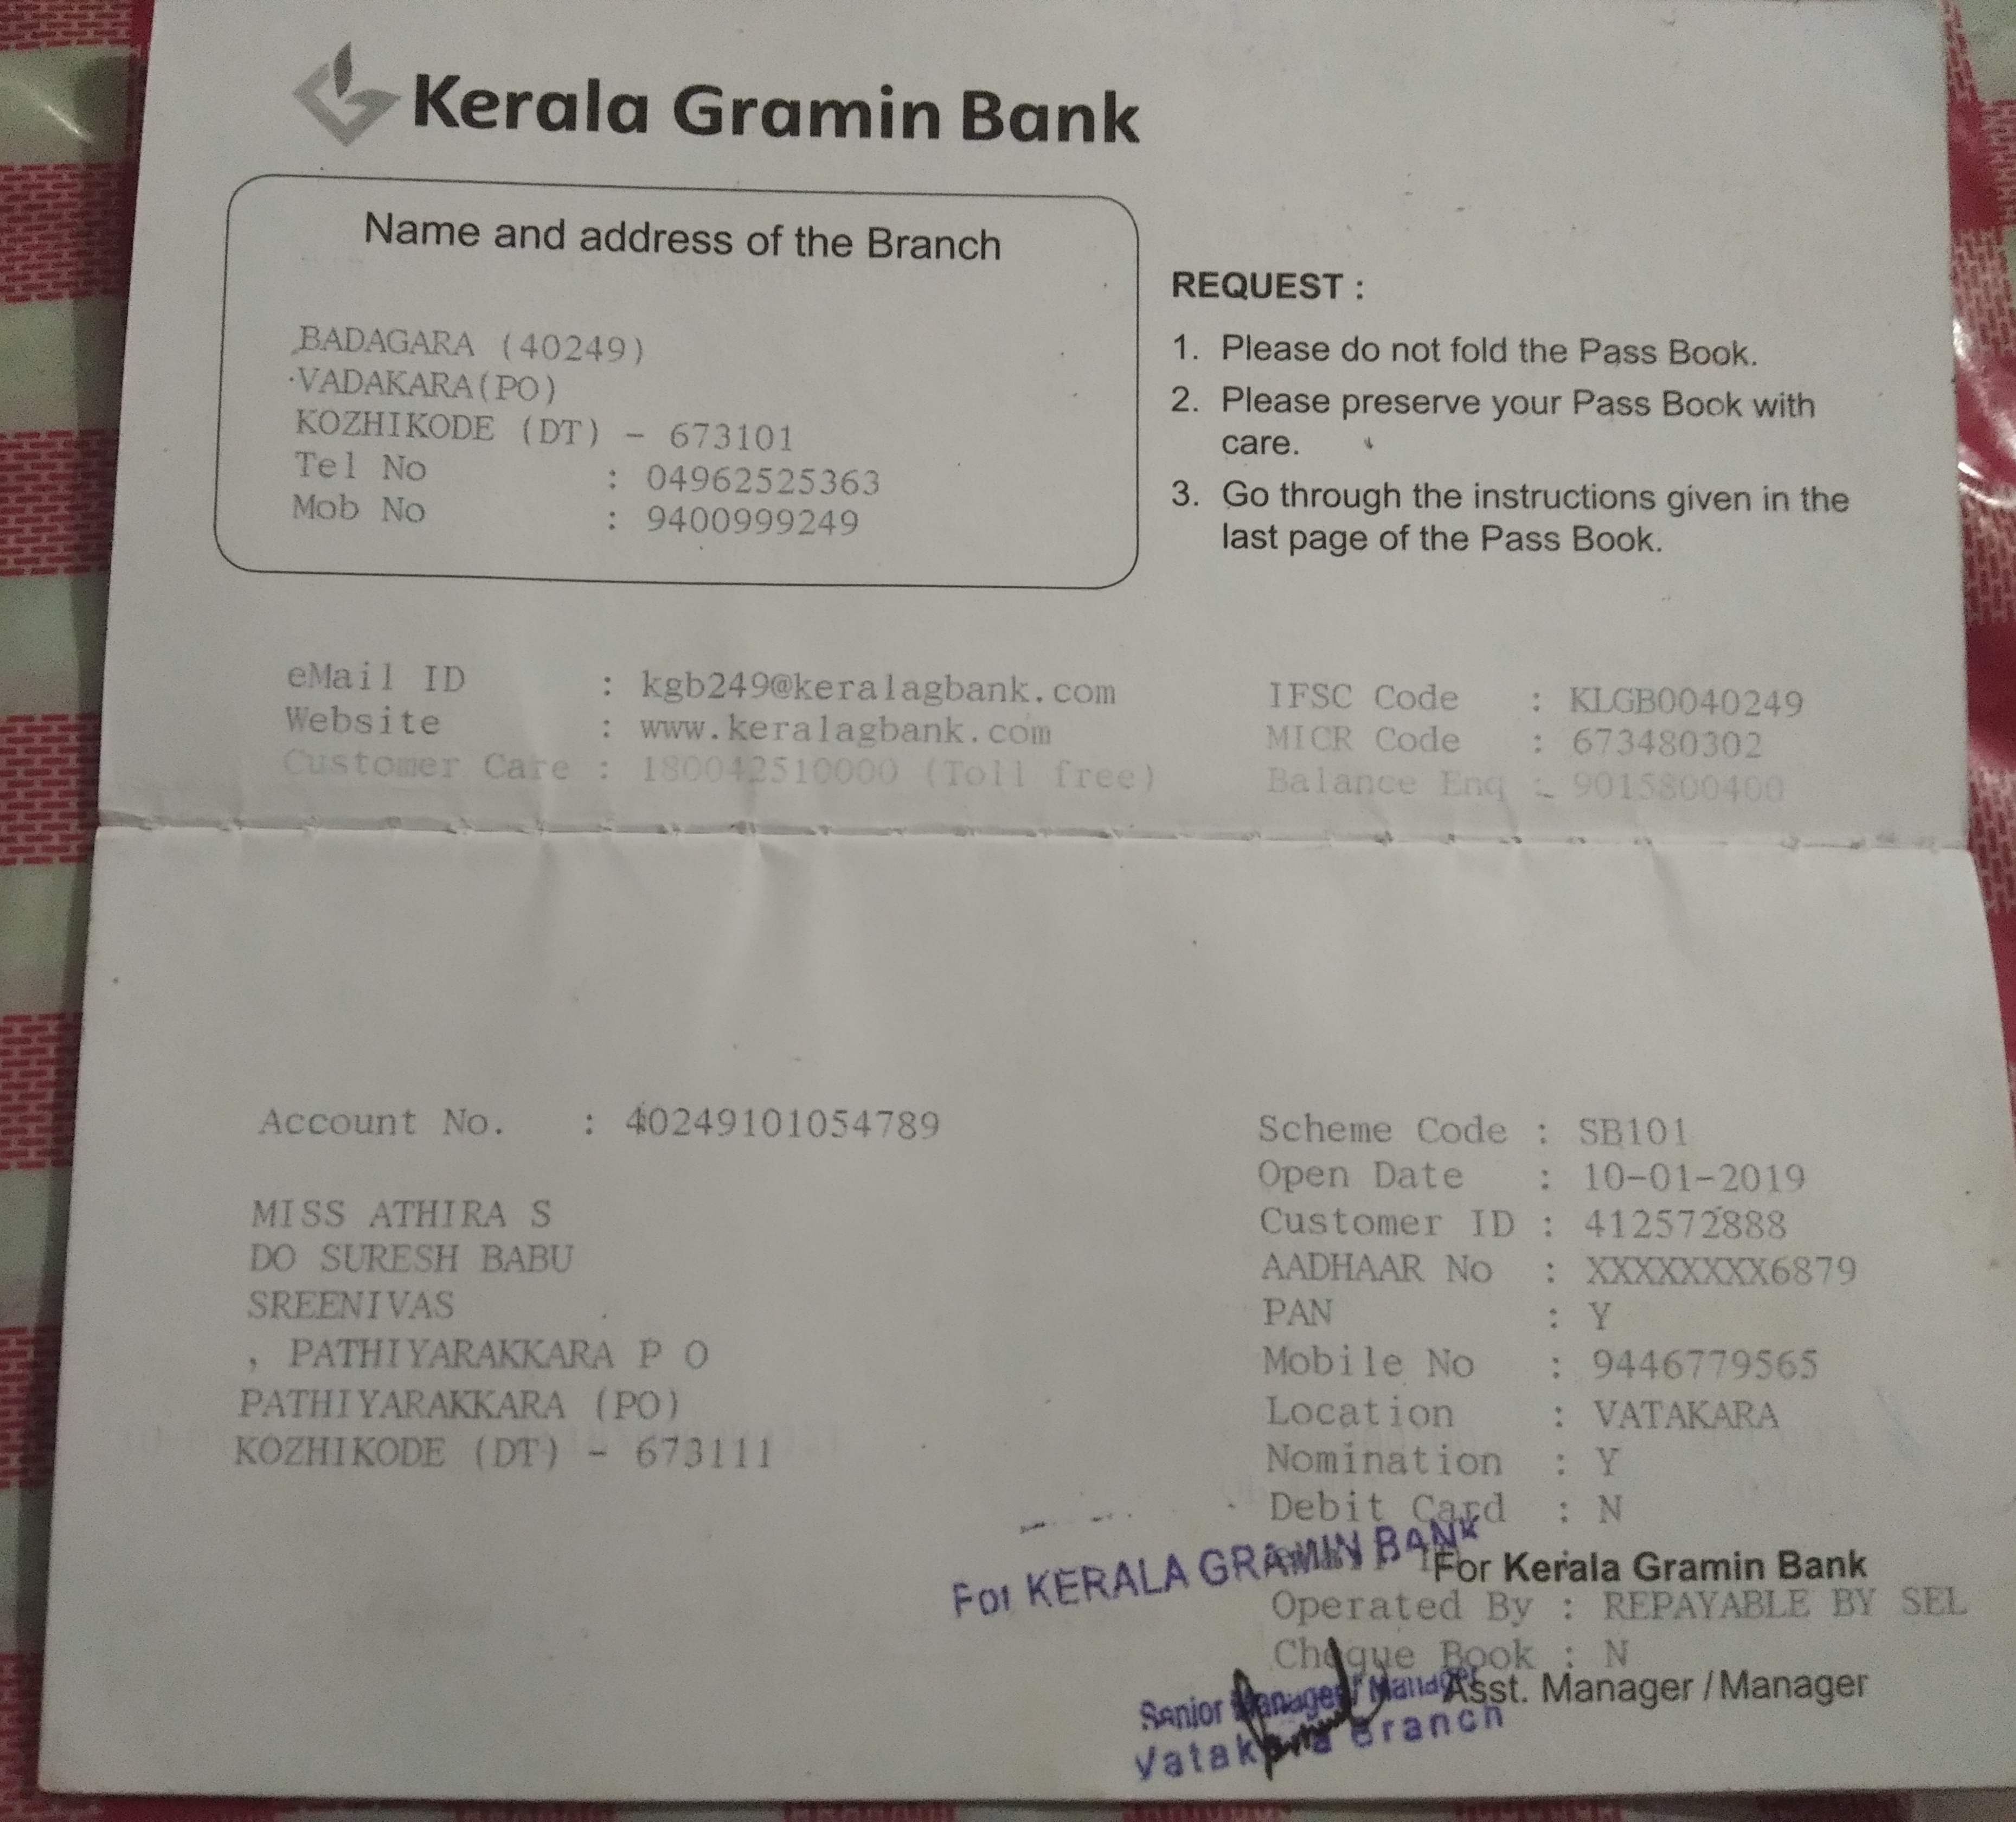 Kerala Gramin Bank
Name and address of the Branch
BADAGARA (40249)
VADAKARA(PO)
KOZHIKODE (DT) - 673101
Tel No : 04962525363
Mob No : 9400999249
REQUEST :
1. Please do not fold the Pass Book.
2. Please preserve your Pass Book with
care.
3. Go through the instructions given in the
last page of the Pass Book.
eMail ID : kgb249@keralagbank.com
Website : www.keralagbank.com
Customer Care : 180042510000 (Toll free)
IFSC Code : KLGB0040249
MICR Code : 673480302
Balance Enq : 9015800400
Account No. : 40249101054789
MISS ATHIRA S
DO SURESH BABU
SREENIVAS
, PATHIYARAKKARA P O
PATHIYARAKKARA (PO)
KOZHIKODE (DT) - 673111
Scheme Code : SB101
Open Date : 10-01-2019
Customer ID : 412572888
AADHAAR No : XXXXXXXX6879
PAN : Y
Mobile No : 9446779565
Location : VATAKARA
Nomination : Y
Debit Card : N
For KERALA GRAMIN BANK
For Kerala Gramin Bank
Operated By : REPAYABLE BY SEL
Cheque Book : N
Senior Manager / Manager
Asst. Manager / Manager
Vatakara Branch